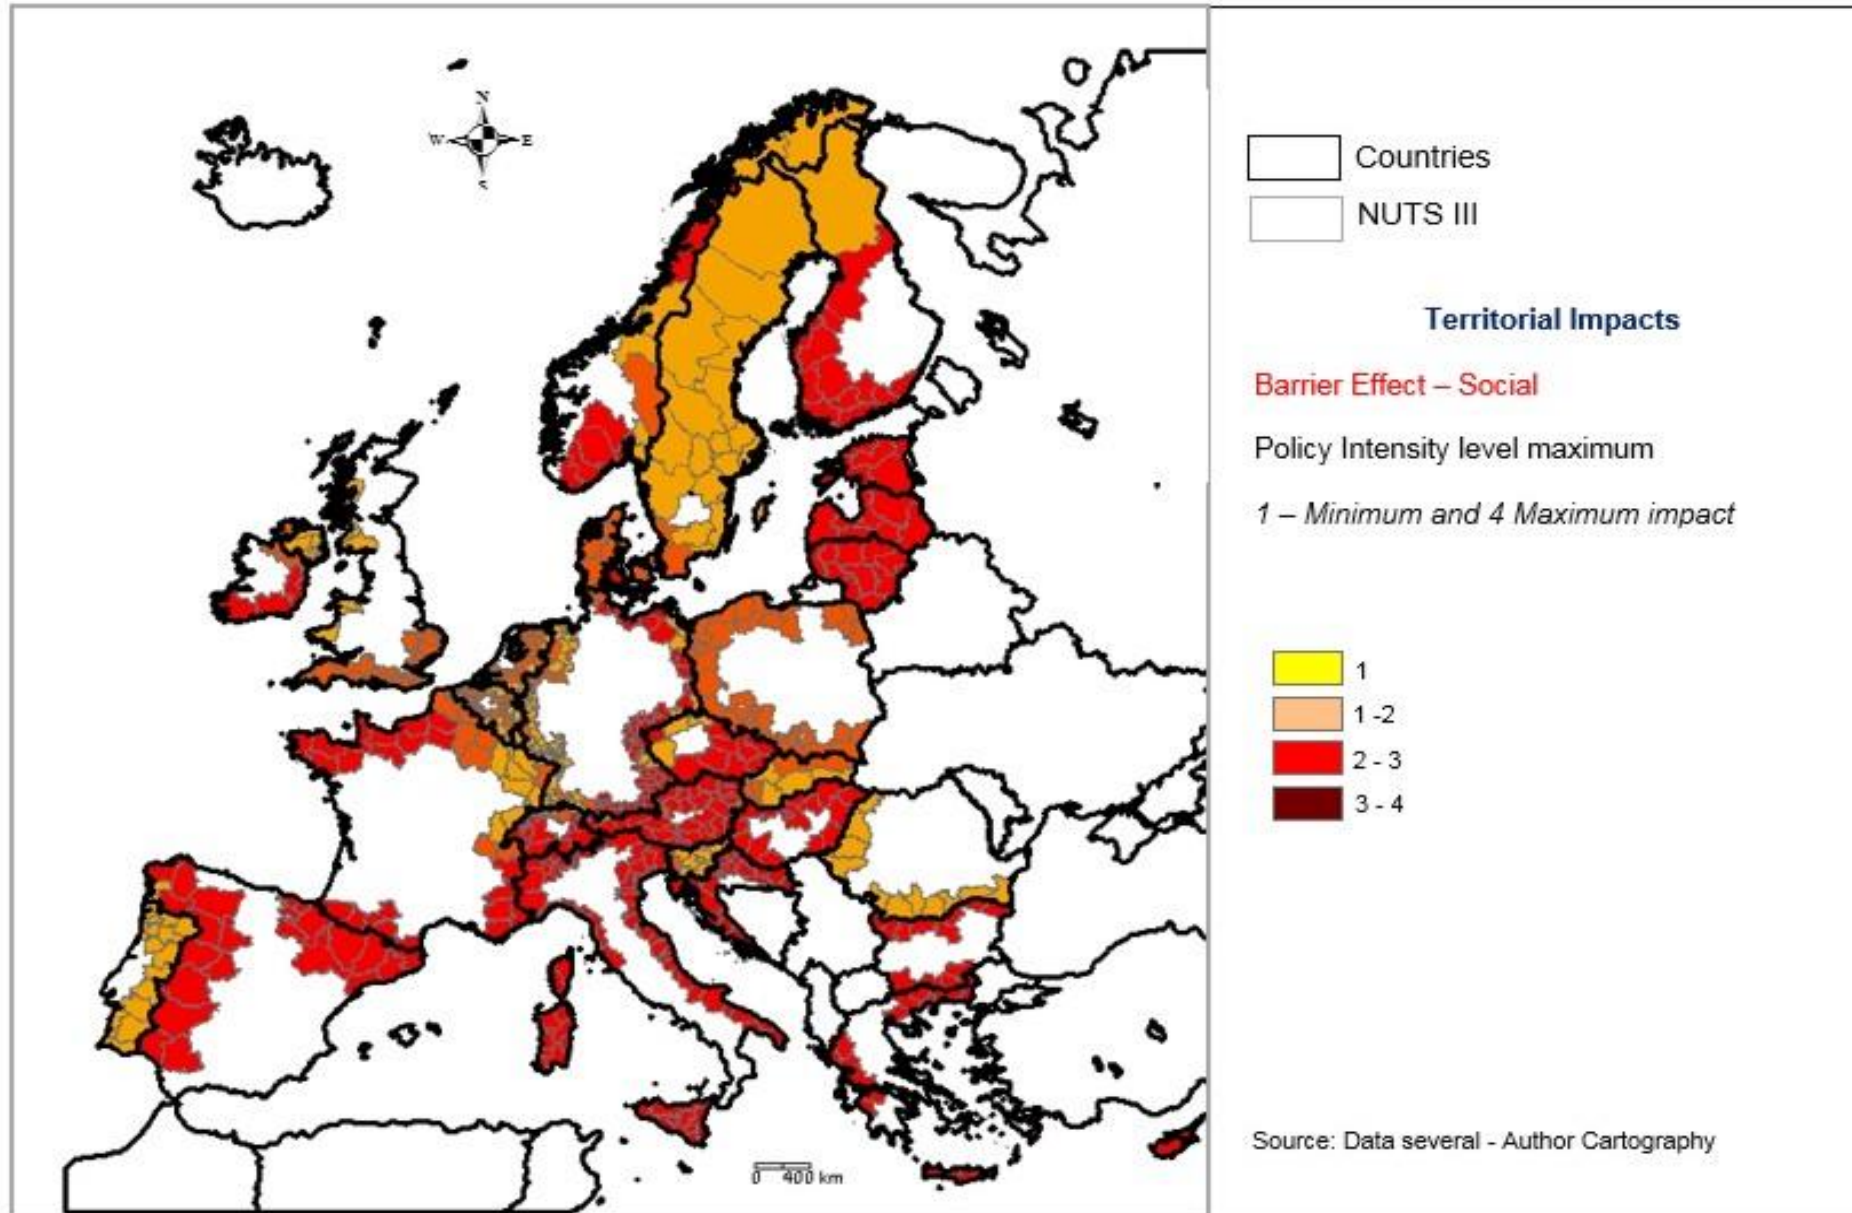 N
W E
S
0 400 km
Countries
NUTS III
Territorial Impacts
Barrier Effect – Social
Policy Intensity level maximum
1 – Minimum and 4 Maximum impact
1
1 -2
2 - 3
3 - 4
Source: Data several - Author Cartography